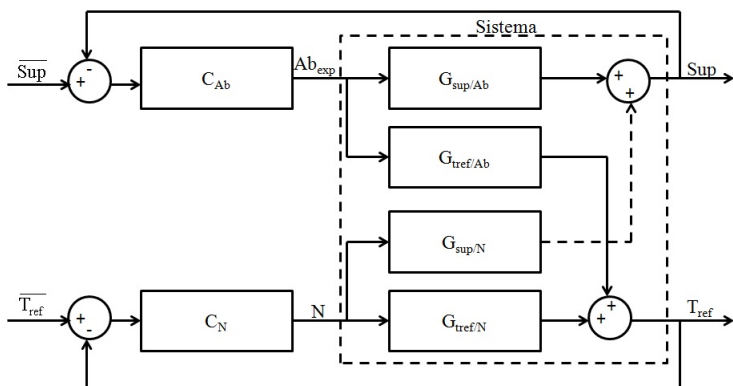 Sistema
Sup
-
+
C_Ab
Ab_exp
G_sup/Ab
+
+
Sup
G_tref/Ab
G_sup/N
T_ref
+
-
C_N
N
G_tref/N
+
+
T_ref